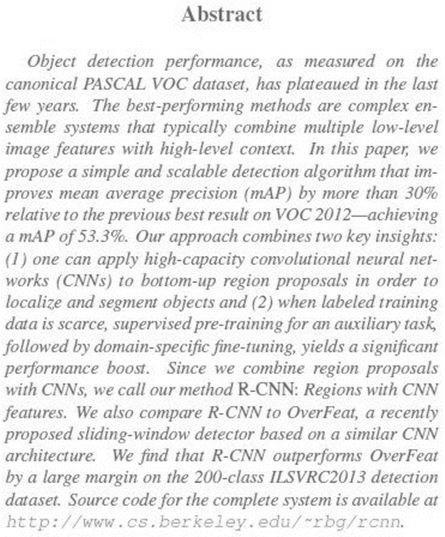 Abstract
Object detection performance, as measured on the
canonical PASCAL VOC dataset, has plateaued in the last
few years. The best-performing methods are complex en-
semble systems that typically combine multiple low-level
image features with high-level context. In this paper, we
propose a simple and scalable detection algorithm that im-
proves mean average precision (mAP) by more than 30%
relative to the previous best result on VOC 2012—achieving
a mAP of 53.3%. Our approach combines two key insights:
(1) one can apply high-capacity convolutional neural net-
works (CNNs) to bottom-up region proposals in order to
localize and segment objects and (2) when labeled training
data is scarce, supervised pre-training for an auxiliary task,
followed by domain-specific fine-tuning, yields a significant
performance boost. Since we combine region proposals
with CNNs, we call our method R-CNN: Regions with CNN
features. We also compare R-CNN to OverFeat, a recently
proposed sliding-window detector based on a similar CNN
architecture. We find that R-CNN outperforms OverFeat
by a large margin on the 200-class ILSVRC2013 detection
dataset. Source code for the complete system is available at
http://www.cs.berkeley.edu/~rbg/rcnn.